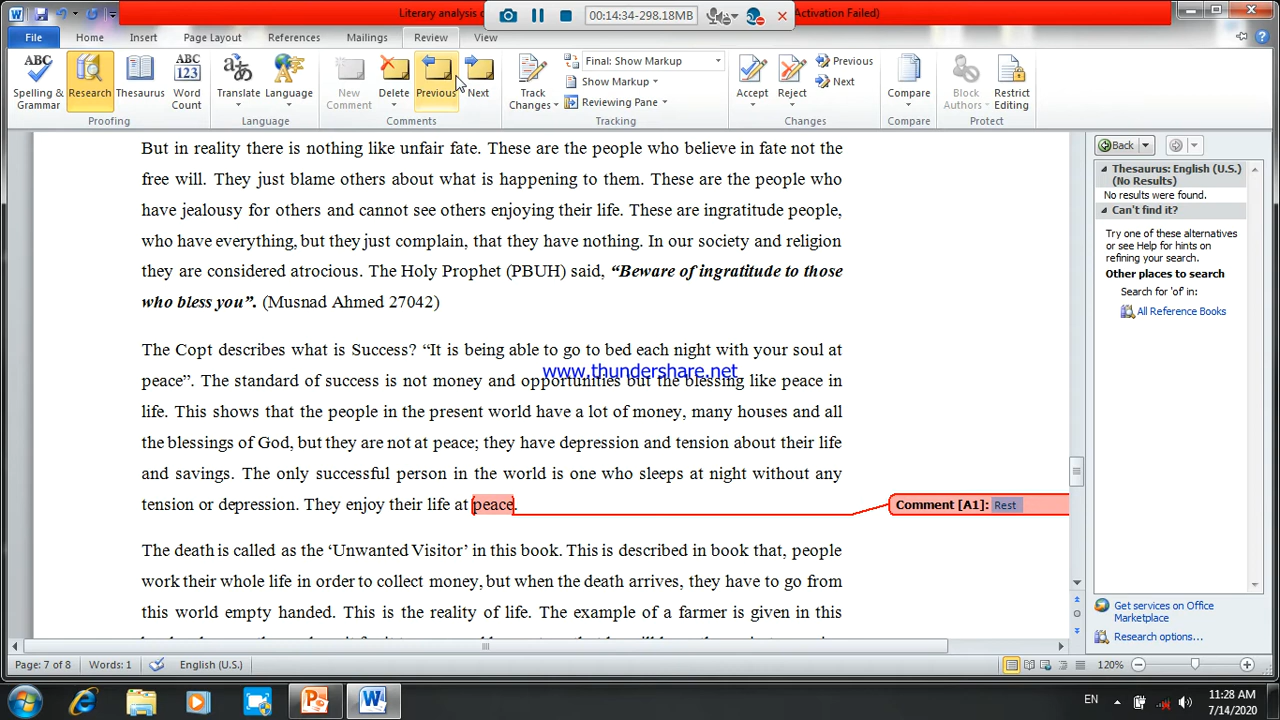 Literary analysis o
00:14:34-298.18MB
Activation Failed)
File Home Insert Page Layout References Mailings Review View
Spelling & Grammar
Research
Thesaurus
Word Count
Translate
Language
New Comment
Delete
Previous
Next
Track Changes
Final: Show Markup
Show Markup
Reviewing Pane
Accept
Reject
Previous
Next
Compare
Block Authors
Restrict Editing
Proofing Language Comments Tracking Changes Compare Protect
But in reality there is nothing like unfair fate. These are the people who believe in fate not the
free will. They just blame others about what is happening to them. These are the people who
have jealousy for others and cannot see others enjoying their life. These are ingratitude people,
who have everything, but they just complain, that they have nothing. In our society and religion
they are considered atrocious. The Holy Prophet (PBUH) said, “Beware of ingratitude to those
who bless you”. (Musnad Ahmed 27042)
The Copt describes what is Success? “It is being able to go to bed each night with your soul at
www.thundershare.net
peace”. The standard of success is not money and opportunities but the blessing like peace in
life. This shows that the people in the present world have a lot of money, many houses and all
the blessings of God, but they are not at peace; they have depression and tension about their life
and savings. The only successful person in the world is one who sleeps at night without any
tension or depression. They enjoy their life at peace.
Comment [A1]: Rest
The death is called as the ‘Unwanted Visitor’ in this book. This is described in book that, people
work their whole life in order to collect money, but when the death arrives, they have to go from
this world empty handed. This is the reality of life. The example of a farmer is given in this
Back
Thesaurus: English (U.S.)
(No Results)
No results were found.
Can't find it?
Try one of these alternatives
or see Help for hints on
refining your search.
Other places to search
Search for 'of' in:
All Reference Books
Get services on Office
Marketplace
Research options...
Page: 7 of 8 Words: 1 English (U.S.) 120%
EN
11:28 AM
7/14/2020